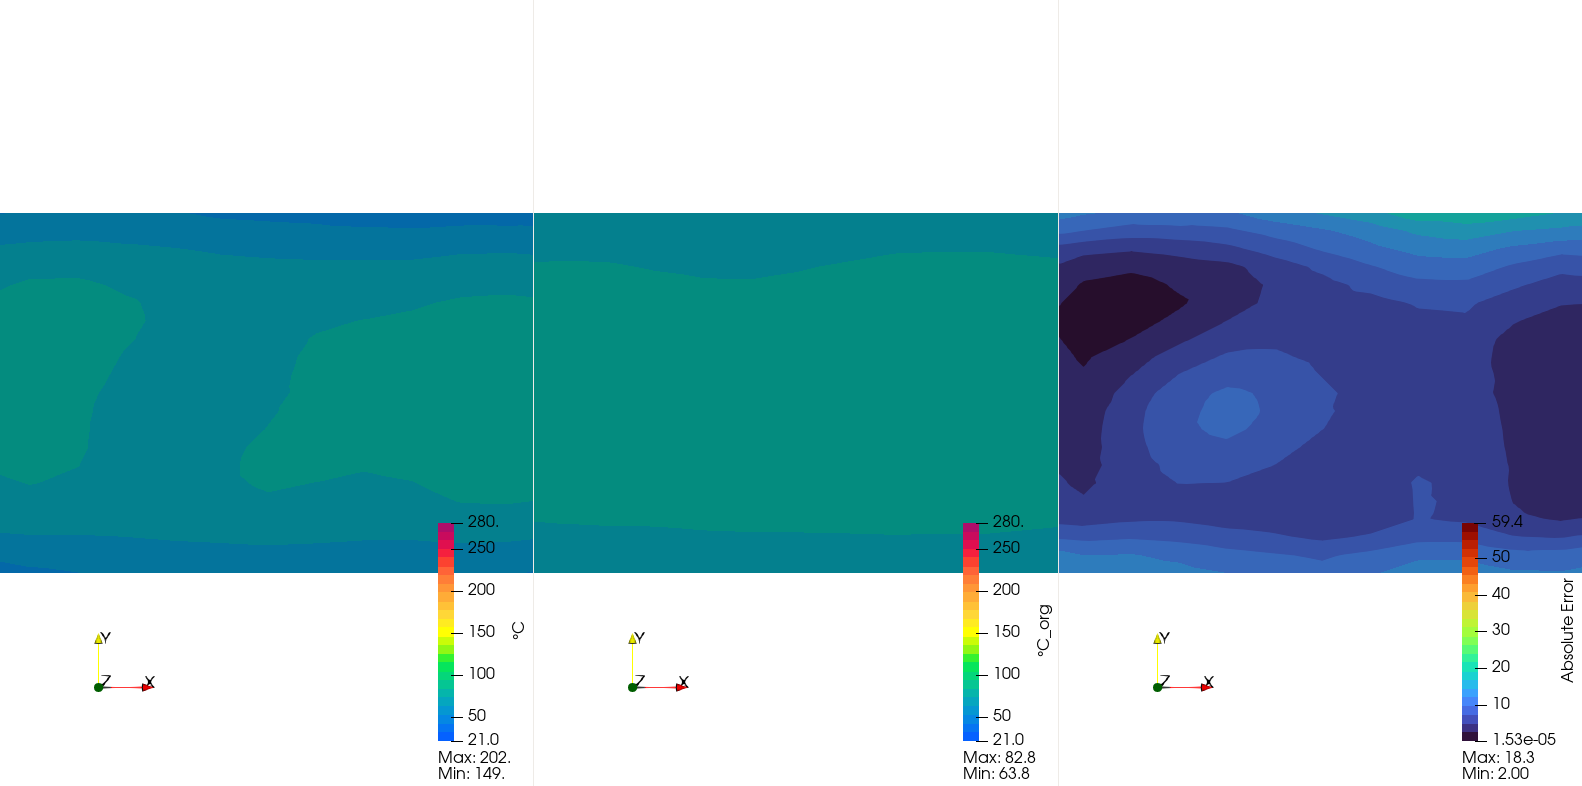 280.
250
200
150
100
50
21.0
°C
Max: 202.
Min: 149.
Y
Z
X
280.
250
200
150
100
50
21.0
°C_org
Max: 82.8
Min: 63.8
Y
Z
X
59.4
50
40
30
20
10
1.53e-05
Absolute Error
Max: 18.3
Min: 2.00
Y
Z
X